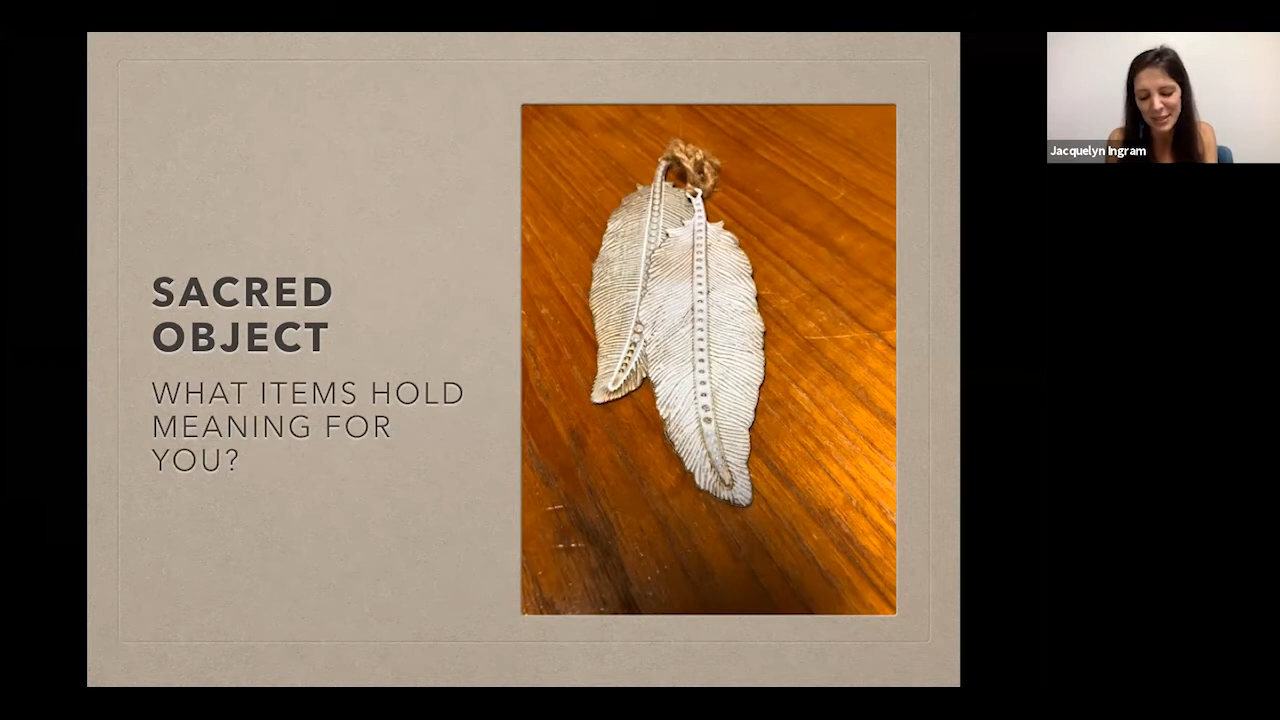 SACRED
OBJECT
WHAT ITEMS HOLD
MEANING FOR
YOU?
Jacquelyn Ingram